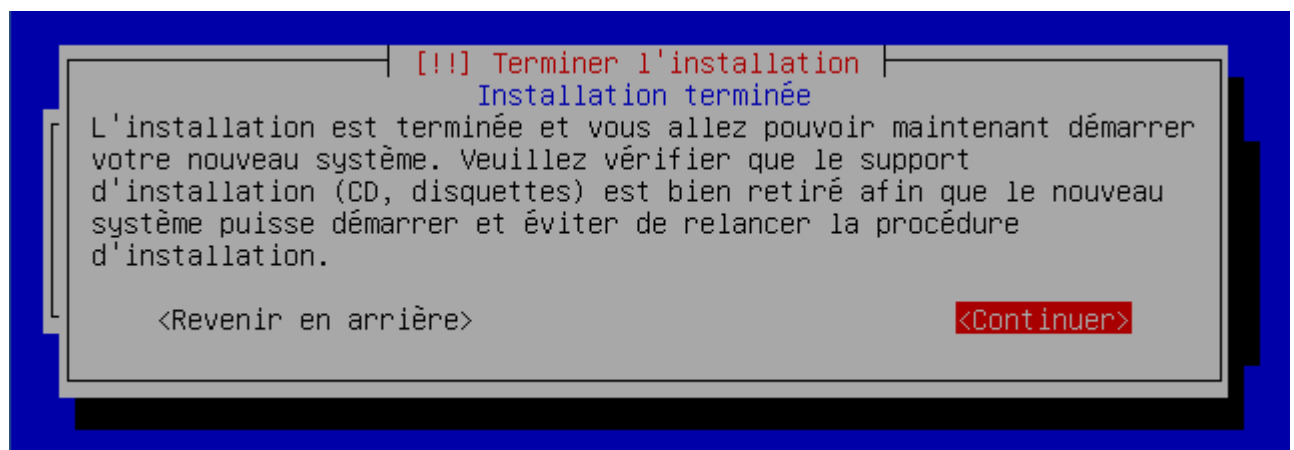 [!!] Terminer l'installation
Installation terminée
L'installation est terminée et vous allez pouvoir maintenant démarrer
votre nouveau système. Veuillez vérifier que le support
d'installation (CD, disquettes) est bien retiré afin que le nouveau
système puisse démarrer et éviter de relancer la procédure
d'installation.
<Revenir en arrière> <Continuer>